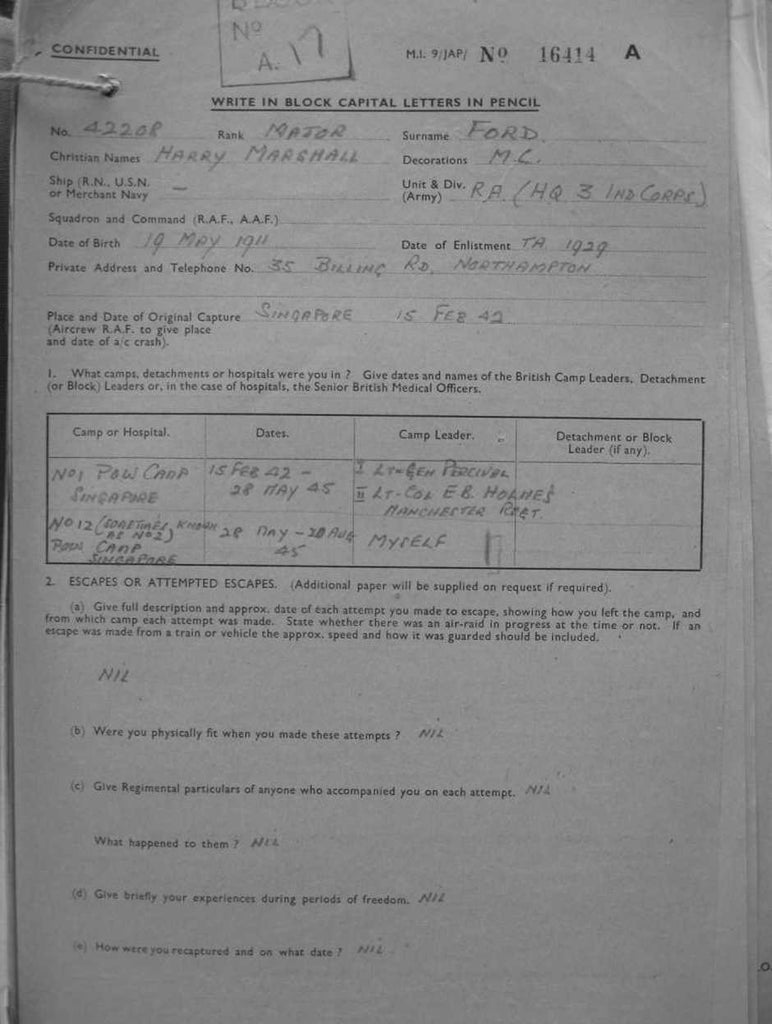 No
A. 17
CONFIDENTIAL
M.I. 9/JAP/ No 16414 A
WRITE IN BLOCK CAPITAL LETTERS IN PENCIL
No. 42208 Rank MAJOR Surname FORD
Christian Names HARRY MARSHALL Decorations M.C.
Ship (R.N., U.S.N. or Merchant Navy —
Unit & Div. (Army) RA (HQ 3 IND CORPS)
Squadron and Command (R.A.F., A.A.F.)
Date of Birth 19 MAY 1911 Date of Enlistment TA 1929
Private Address and Telephone No. 35 BILLING RD, NORTHAMPTON
Place and Date of Original Capture SINGAPORE 15 FEB 42
(Aircrew R.A.F. to give place
and date of a/c crash).
1. What camps, detachments or hospitals were you in ? Give dates and names of the British Camp Leaders, Detachment
(or Block) Leaders or, in the case of hospitals, the Senior British Medical Officers.
Camp or Hospital. Dates. Camp Leader. Detachment or Block
Leader (if any).
No 1 POW CAMP 15 FEB 42 – I LT-GEN PERCIVAL
SINGAPORE 28 MAY 45 II LT-COL E.B. HOLMES
MANCHESTER REGT.
No 12 (SOMETIMES KNOWN AS No2) 28 MAY – 28 AUG
POW CAMP 45 MYSELF
SINGAPORE
2. ESCAPES OR ATTEMPTED ESCAPES. (Additional paper will be supplied on request if required).
(a) Give full description and approx. date of each attempt you made to escape, showing how you left the camp, and
from which camp each attempt was made. State whether there was an air-raid in progress at the time or not. If an
escape was made from a train or vehicle the approx. speed and how it was guarded should be included.
NIL
(b) Were you physically fit when you made these attempts ? NIL
(c) Give Regimental particulars of anyone who accompanied you on each attempt. NIL
What happened to them ? NIL
(d) Give briefly your experiences during periods of freedom. NIL
(e) How were you recaptured and on what date ? NIL